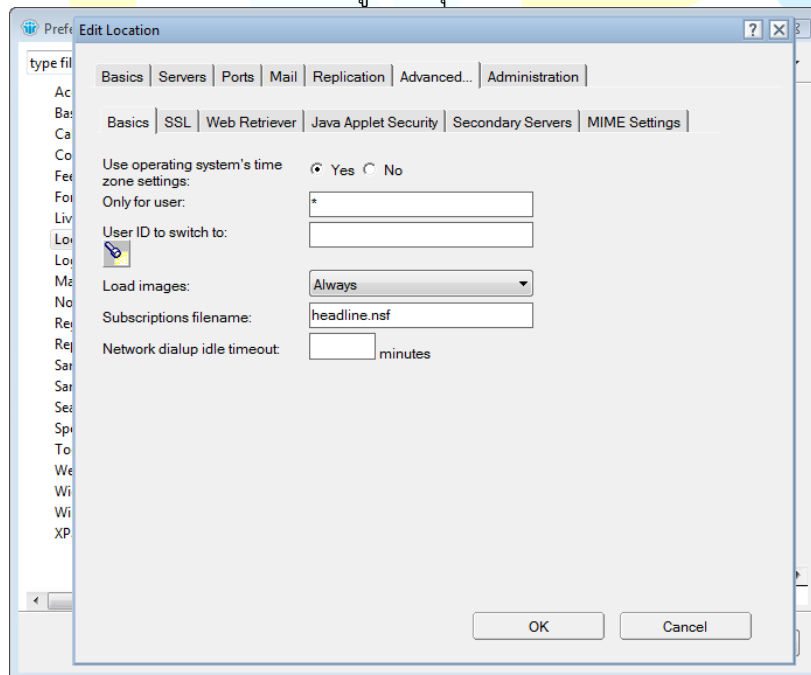 Edit Location
Basics Servers Ports Mail Replication Advanced... Administration
type fil
Basics SSL Web Retriever Java Applet Security Secondary Servers MIME Settings
Use operating system's time
zone settings:
Yes No
Only for user:
*
User ID to switch to:
Load images:
Always
Subscriptions filename:
headline.nsf
Network dialup idle timeout:
minutes
OK Cancel